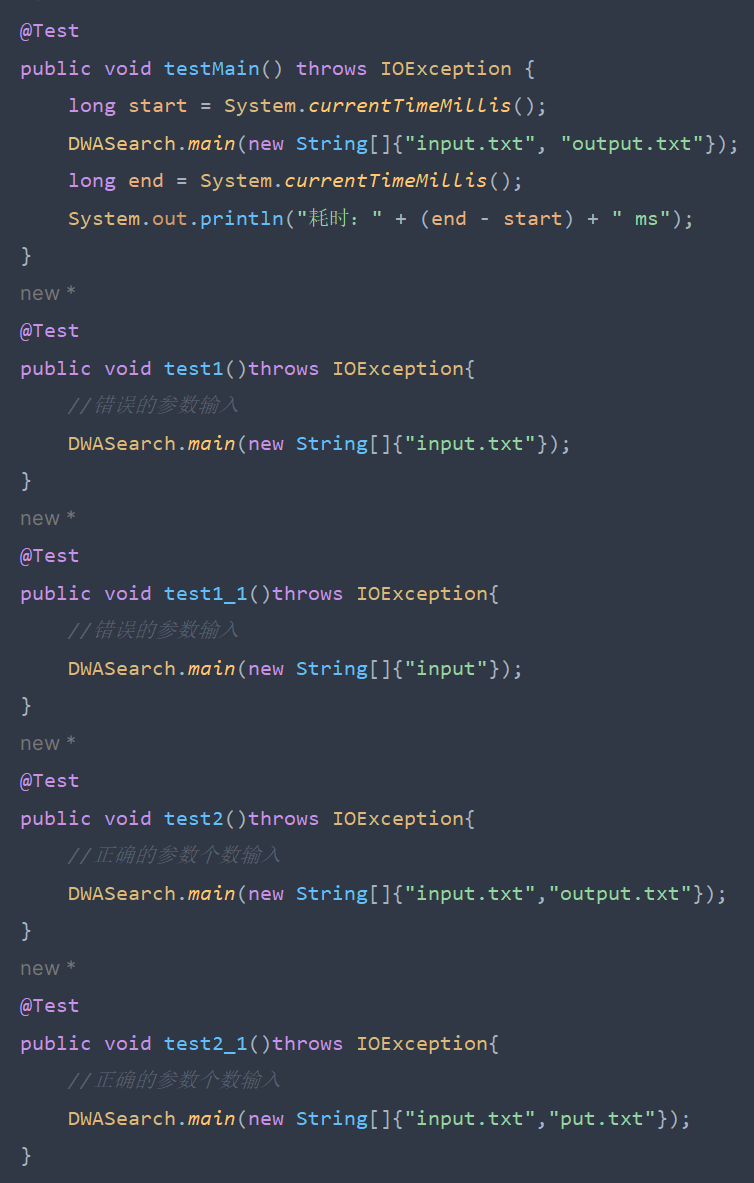 @Test
public void testMain() throws IOException {
    long start = System.currentTimeMillis();
    DWASearch.main(new String[]{"input.txt", "output.txt"});
    long end = System.currentTimeMillis();
    System.out.println("耗时：" + (end - start) + " ms");
}
new *
@Test
public void test1()throws IOException{
    //错误的参数输入
    DWASearch.main(new String[]{"input.txt"});
}
new *
@Test
public void test1_1()throws IOException{
    //错误的参数输入
    DWASearch.main(new String[]{"input"});
}
new *
@Test
public void test2()throws IOException{
    //正确的参数个数输入
    DWASearch.main(new String[]{"input.txt","output.txt"});
}
new *
@Test
public void test2_1()throws IOException{
    //正确的参数个数输入
    DWASearch.main(new String[]{"input.txt","put.txt"});
}